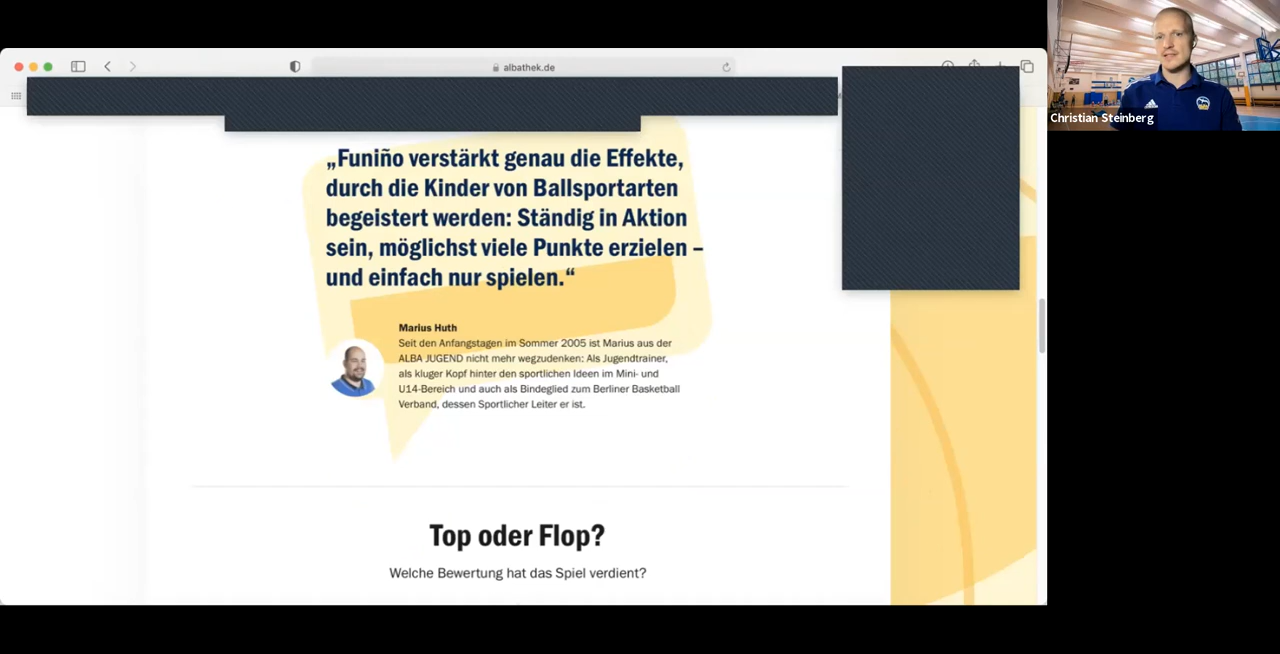 albathek.de
„Funiño verstärkt genau die Effekte,
durch die Kinder von Ballsportarten
begeistert werden: Ständig in Aktion
sein, möglichst viele Punkte erzielen –
und einfach nur spielen.“
Marius Huth
Seit den Anfangstagen im Sommer 2005 ist Marius aus der
ALBA JUGEND nicht mehr wegzudenken: Als Jugendtrainer,
als kluger Kopf hinter den sportlichen Ideen im Mini- und
U14-Bereich und auch als Bindeglied zum Berliner Basketball
Verband, dessen Sportlicher Leiter er ist.
Top oder Flop?
Welche Bewertung hat das Spiel verdient?
Christian Steinberg